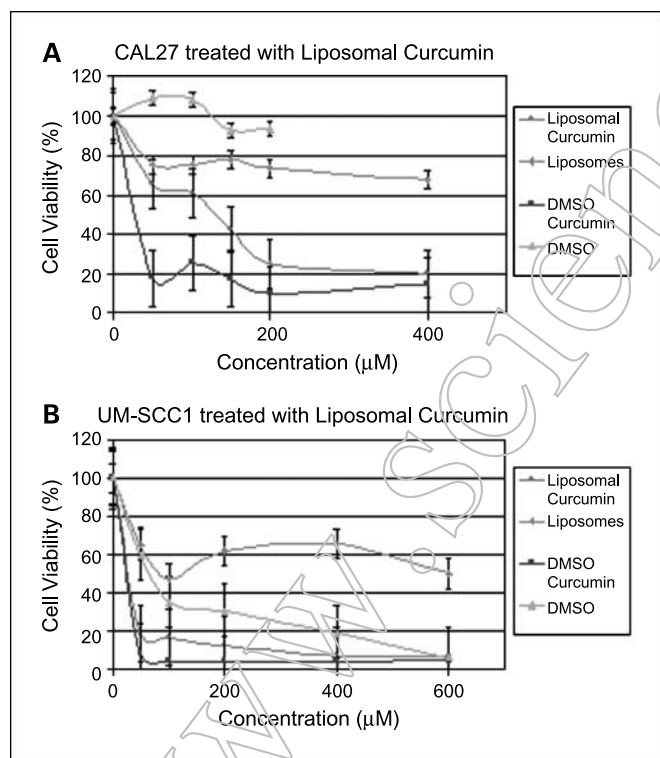 A
CAL27 treated with Liposomal Curcumin
120
100
80
60
40
20
0
Cell Viability (%)
0
200
400
Concentration (µM)
Liposomal
Curcumin
Liposomes
DMSO
Curcumin
DMSO
B
UM-SCC1 treated with Liposomal Curcumin
120
100
80
60
40
20
0
Cell Viability (%)
0
200
400
600
Concentration (µM)
Liposomal
Curcumin
Liposomes
DMSO
Curcumin
DMSO
www.scien